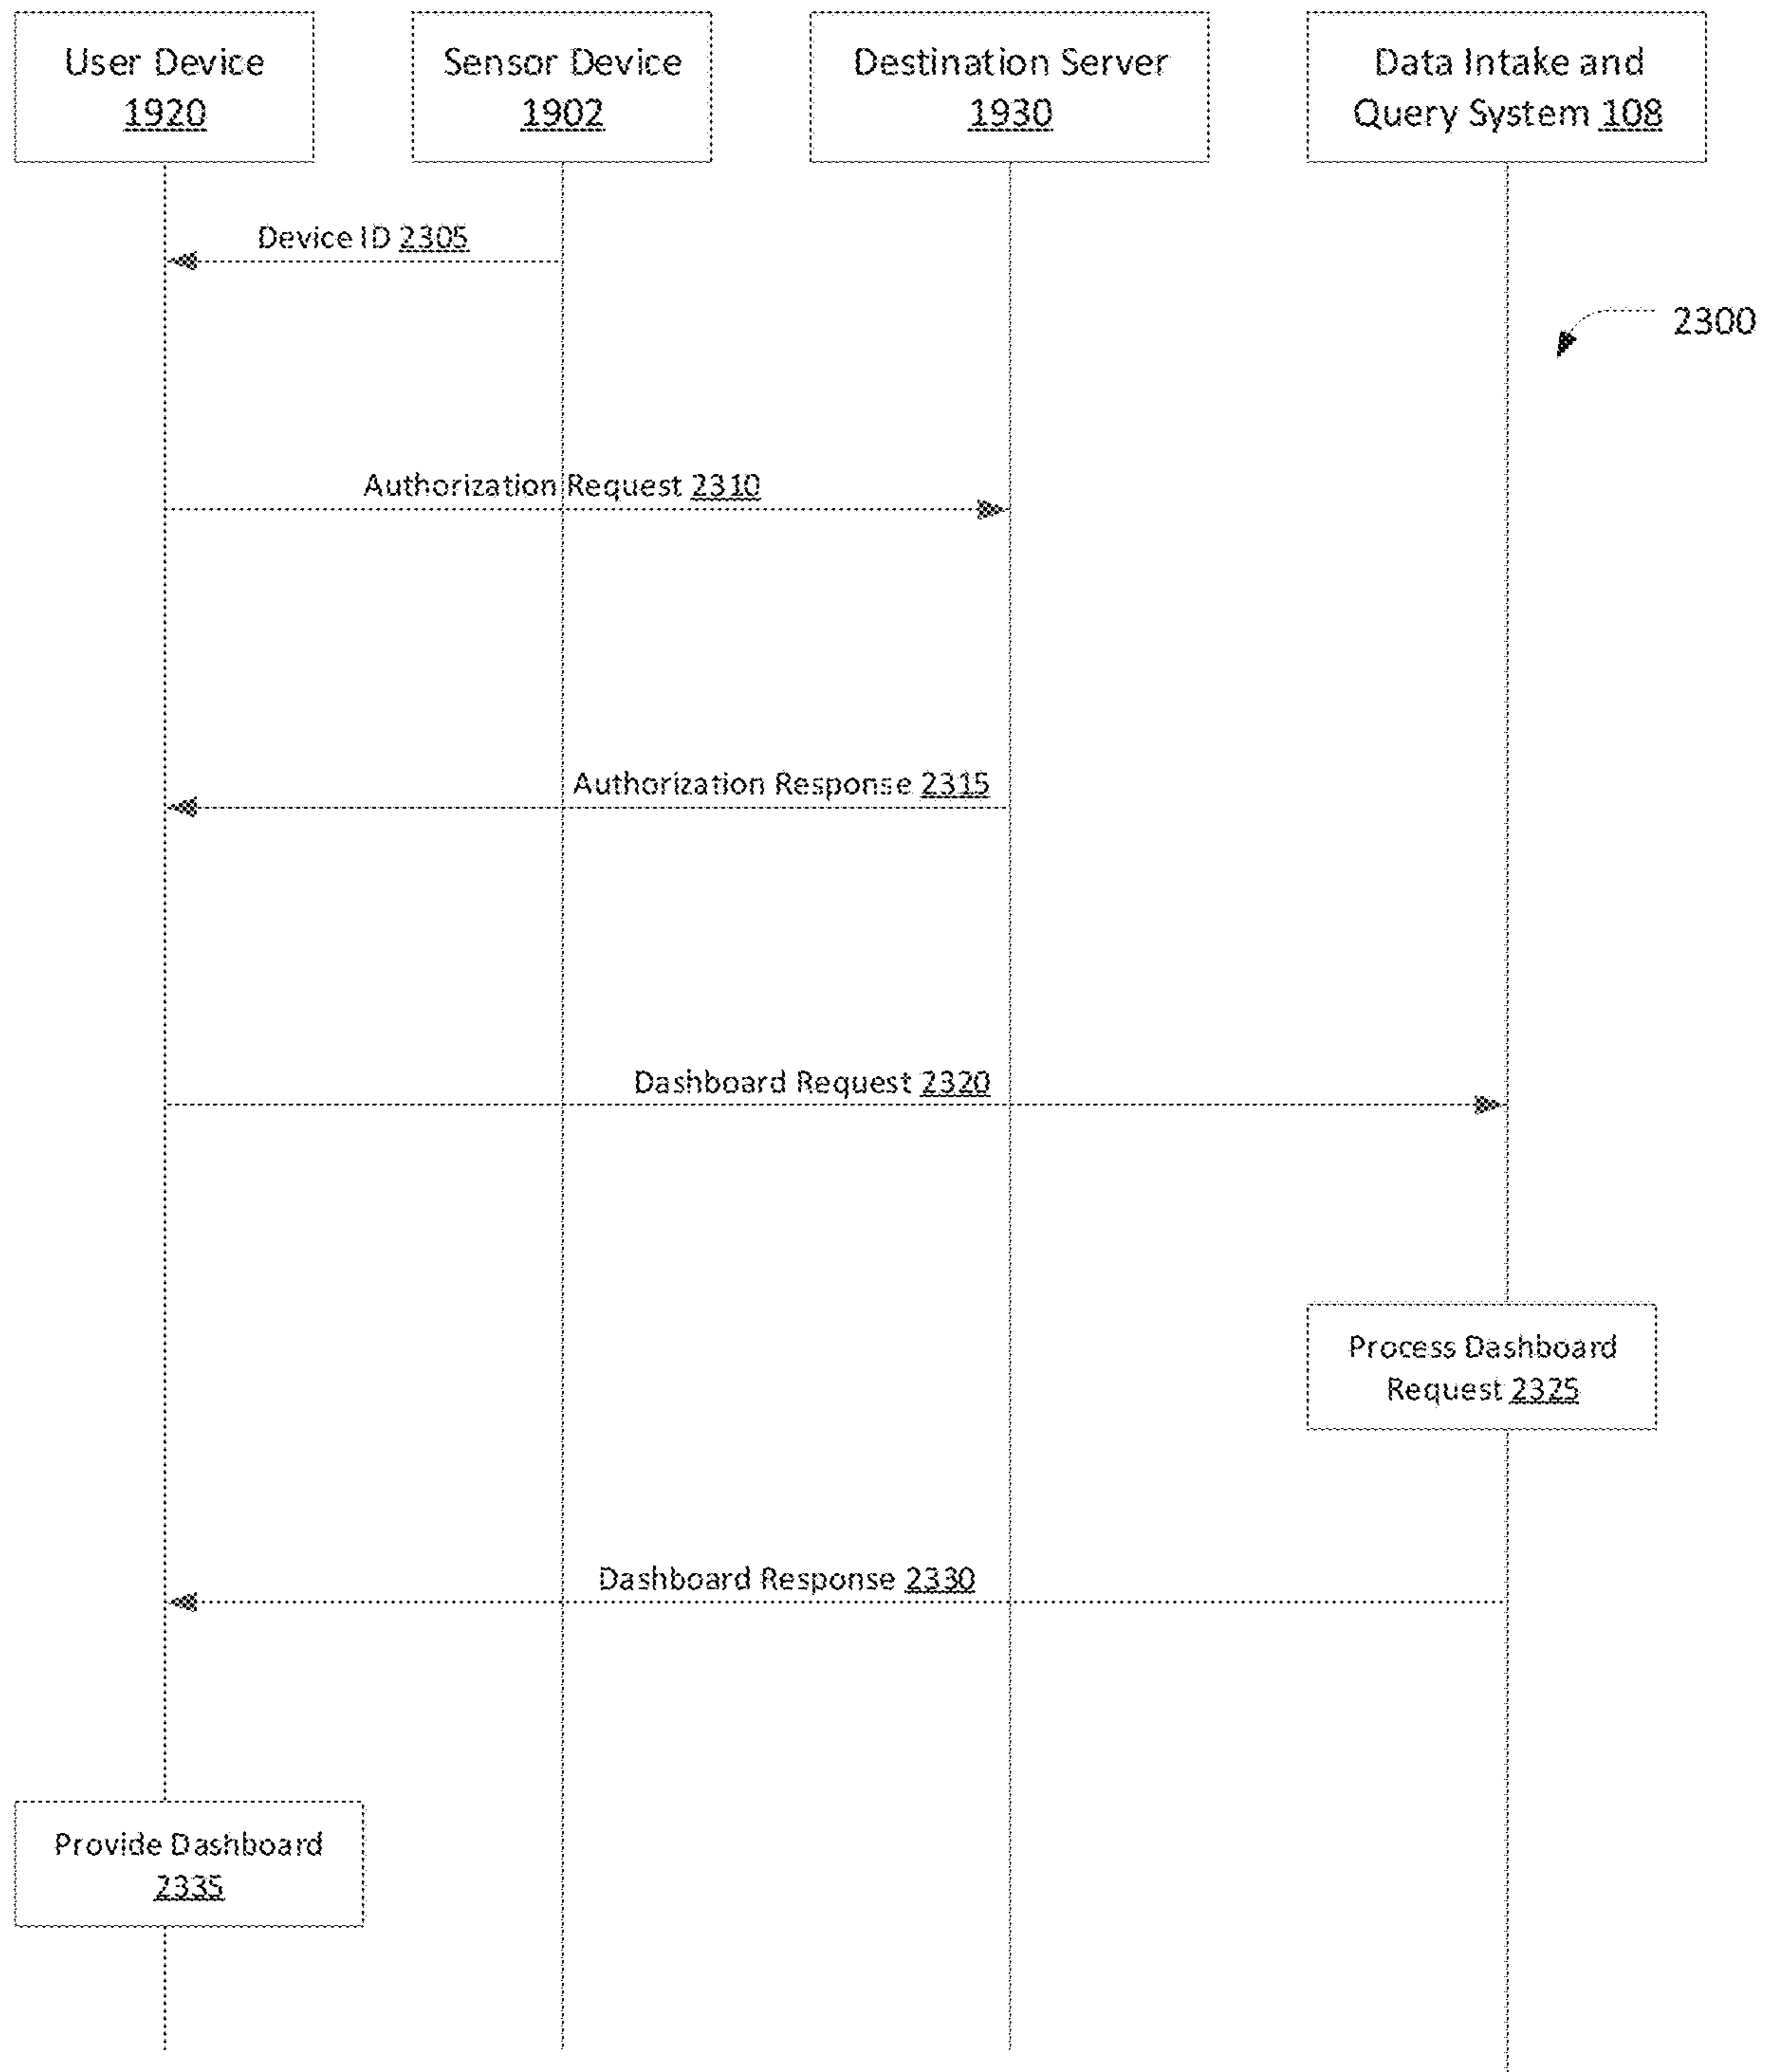 User Device
1920
Sensor Device
1902
Destination Server
1930
Data Intake and
Query System 108
Device ID 2305
2300
Authorization Request 2310
Authorization Response 2315
Dashboard Request 2320
Process Dashboard
Request 2325
Dashboard Response 2330
Provide Dashboard
2335